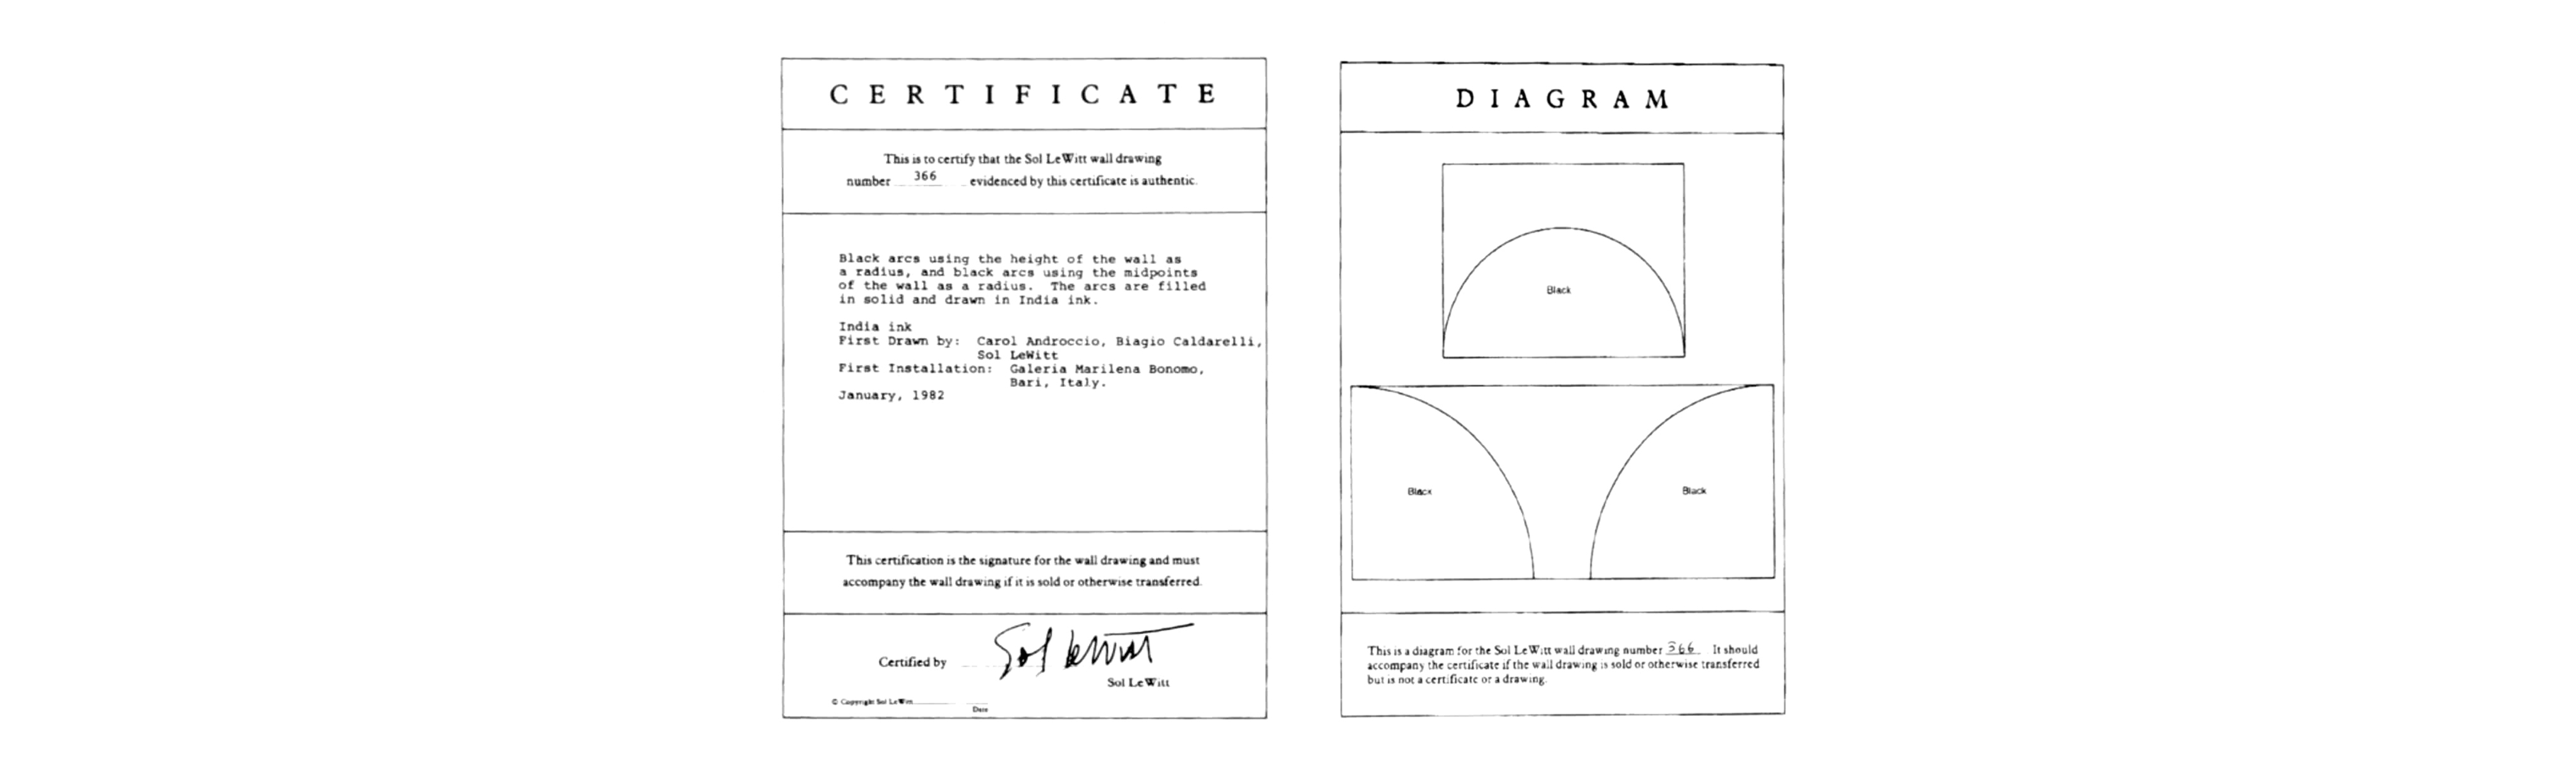 CERTIFICATE
This is to certify that the Sol LeWitt wall drawing
number 366 evidenced by this certificate is authentic.
Black arcs using the height of the wall as
a radius, and black arcs using the midpoints
of the wall as a radius. The arcs are filled
in solid and drawn in India ink.
India ink
First Drawn by: Carol Androccio, Biagio Caldarelli,
Sol LeWitt
First Installation: Galeria Marilena Bonomo,
Bari, Italy.
January, 1982
This certification is the signature for the wall drawing and must
accompany the wall drawing if it is sold or otherwise transferred.
Certified by Sol LeWitt
Sol LeWitt
© Copyright Sol LeWitt
Date
DIAGRAM
Black
Black
Black
This is a diagram for the Sol LeWitt wall drawing number 366 It should
accompany the certificate if the wall drawing is sold or otherwise transferred
but is not a certificate or a drawing.